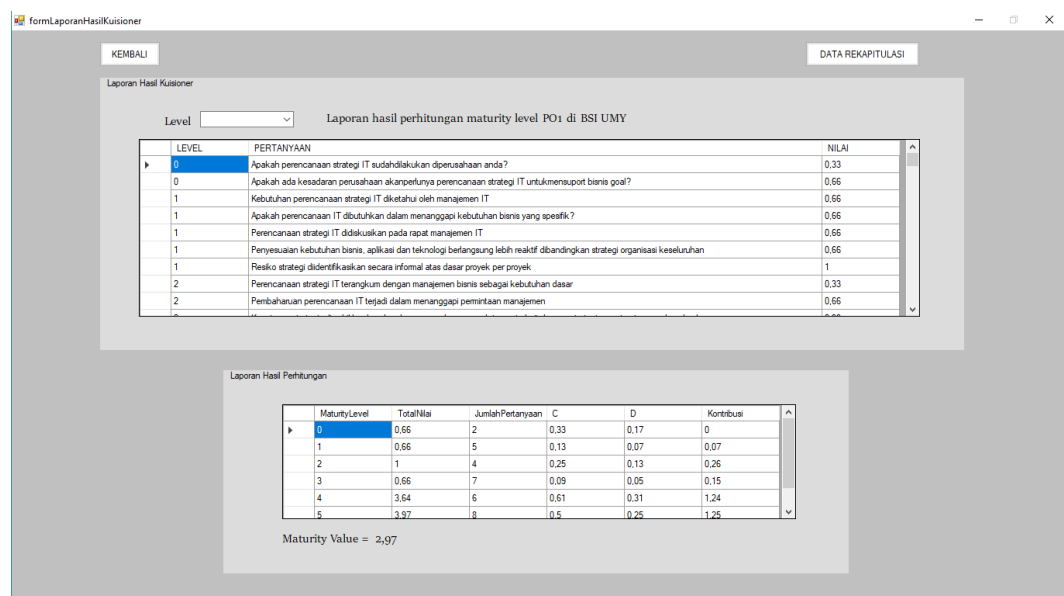 formLaporanHasilKuisioner
KEMBALI
DATA REKAPITULASI
Laporan Hasil Kuisioner
Level
Laporan hasil perhitungan maturity level PO1 di BSI UMY
LEVEL PERTANYAAN NILAI
0 Apakah perencanaan strategi IT sudahdilakukan diperusahaan anda? 0,33
0 Apakah ada kesadaran perusahaan akanperlunya perencanaan strategi IT untukmensuport bisnis goal? 0,66
1 Kebutuhan perencanaan strategi IT diketahui oleh manajemen IT 0,66
1 Apakah perencanaan IT dibutuhkan dalam menanggapi kebutuhan bisnis yang spesifik? 0,66
1 Perencanaan strategi IT didiskusikan pada rapat manajemen IT 0,66
1 Penyesuaian kebutuhan bisnis, aplikasi dan teknologi berlangsung lebih reaktif dibandingkan strategi organisasi keseluruhan 0,66
1 Resiko strategi diidentifikasikan secara informal atas dasar proyek per proyek 1
2 Perencanaan strategi IT terangkum dengan manajemen bisnis sebagai kebutuhan dasar 0,33
2 Pembaharuan perencanaan IT terjadi dalam menanggapi permintaan manajemen 0,66
Laporan Hasil Perhitungan
MaturityLevel TotalNilai JumlahPertanyaan C D Kontribusi
0 0,66 2 0,33 0,17 0
1 0,66 5 0,13 0,07 0,07
2 1 4 0,25 0,13 0,26
3 0,66 7 0,09 0,05 0,15
4 3,64 6 0,61 0,31 1,24
5 3,97 8 0,5 0,25 1,25
Maturity Value = 2,97